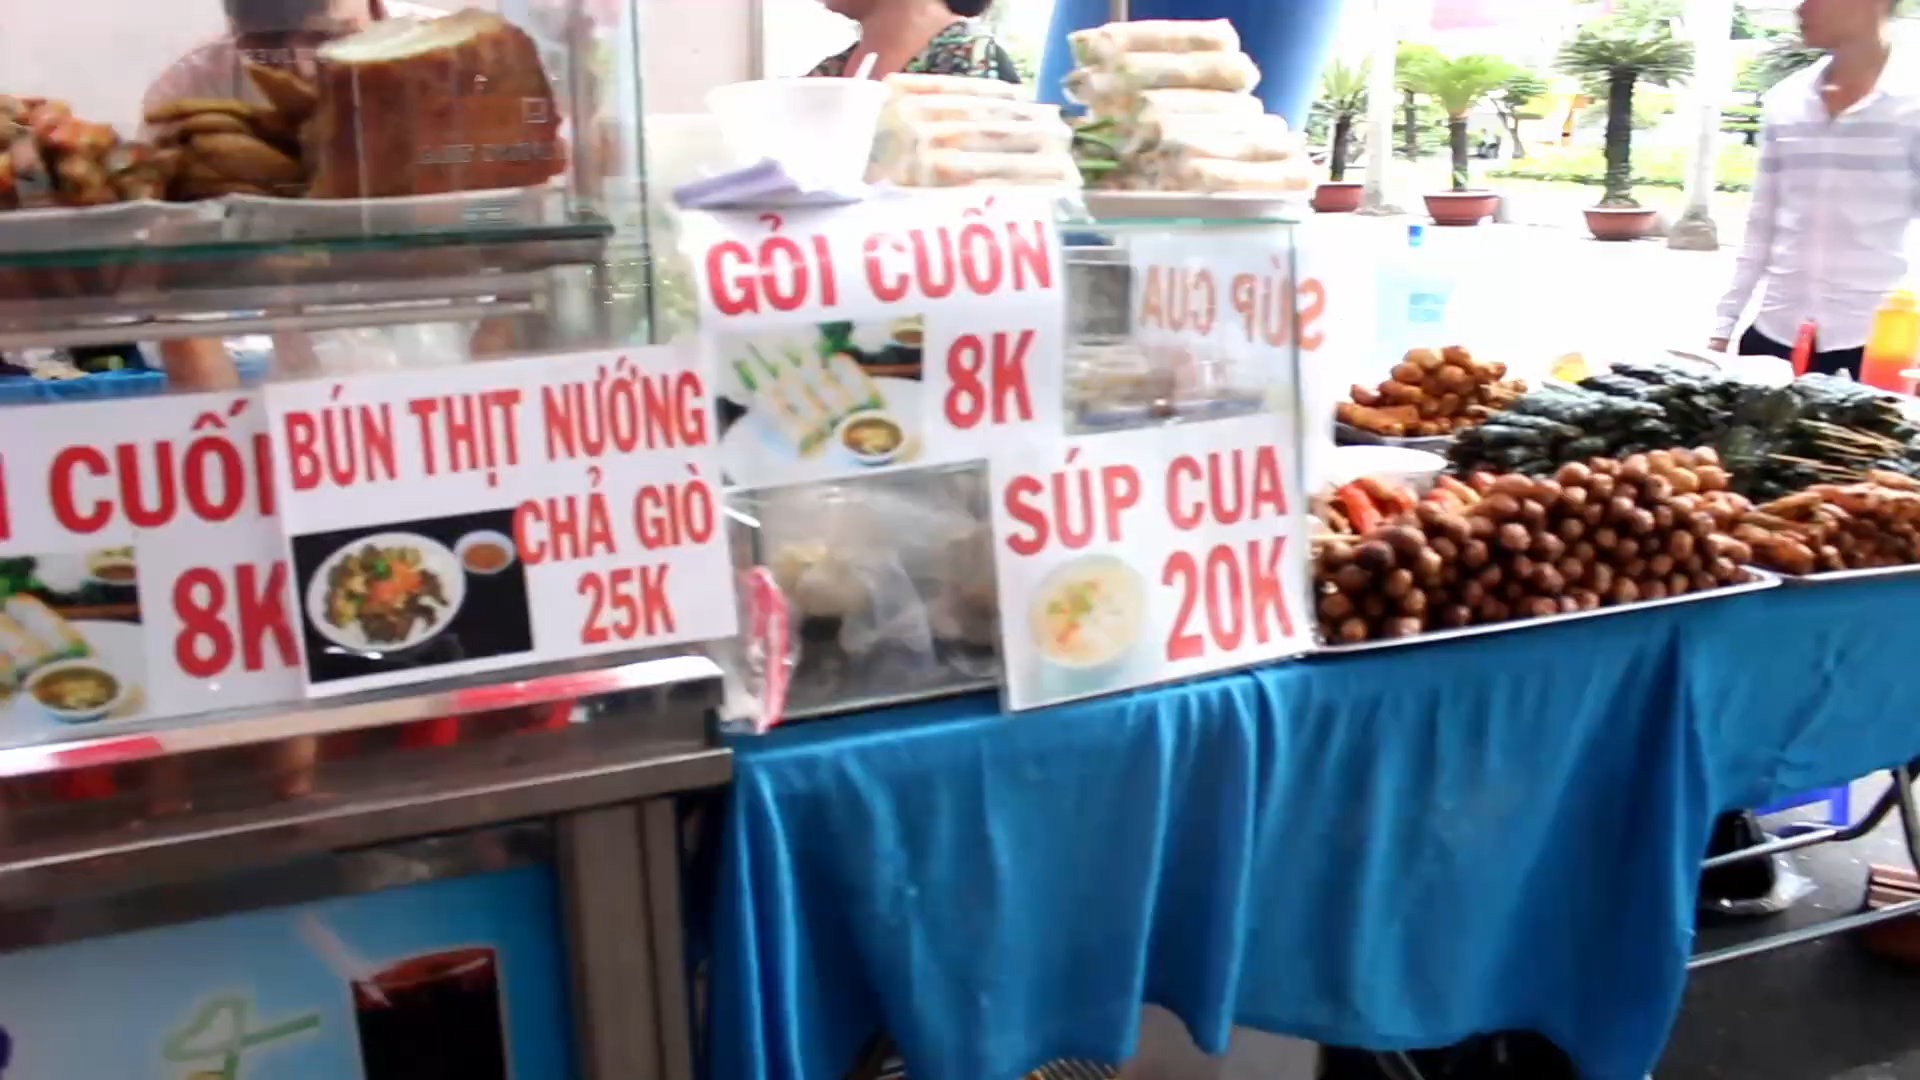 GỎI CUỐN
8K
CUỐN
8K
BÚN THỊT NƯỚNG
CHẢ GIÒ
25K
SÚP CUA
SÚP CUA
20K